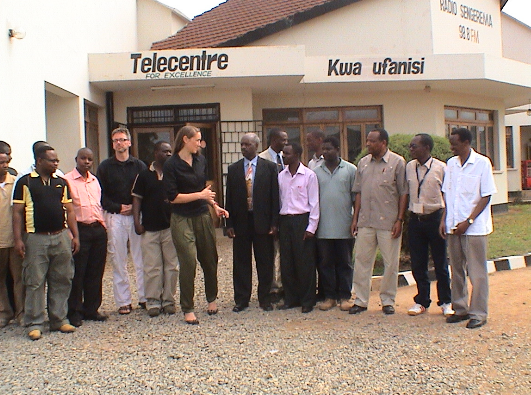 RADIO SENGEREMA
98.8 FM
Telecentre
FOR EXCELLENCE
Kwa ufanisi